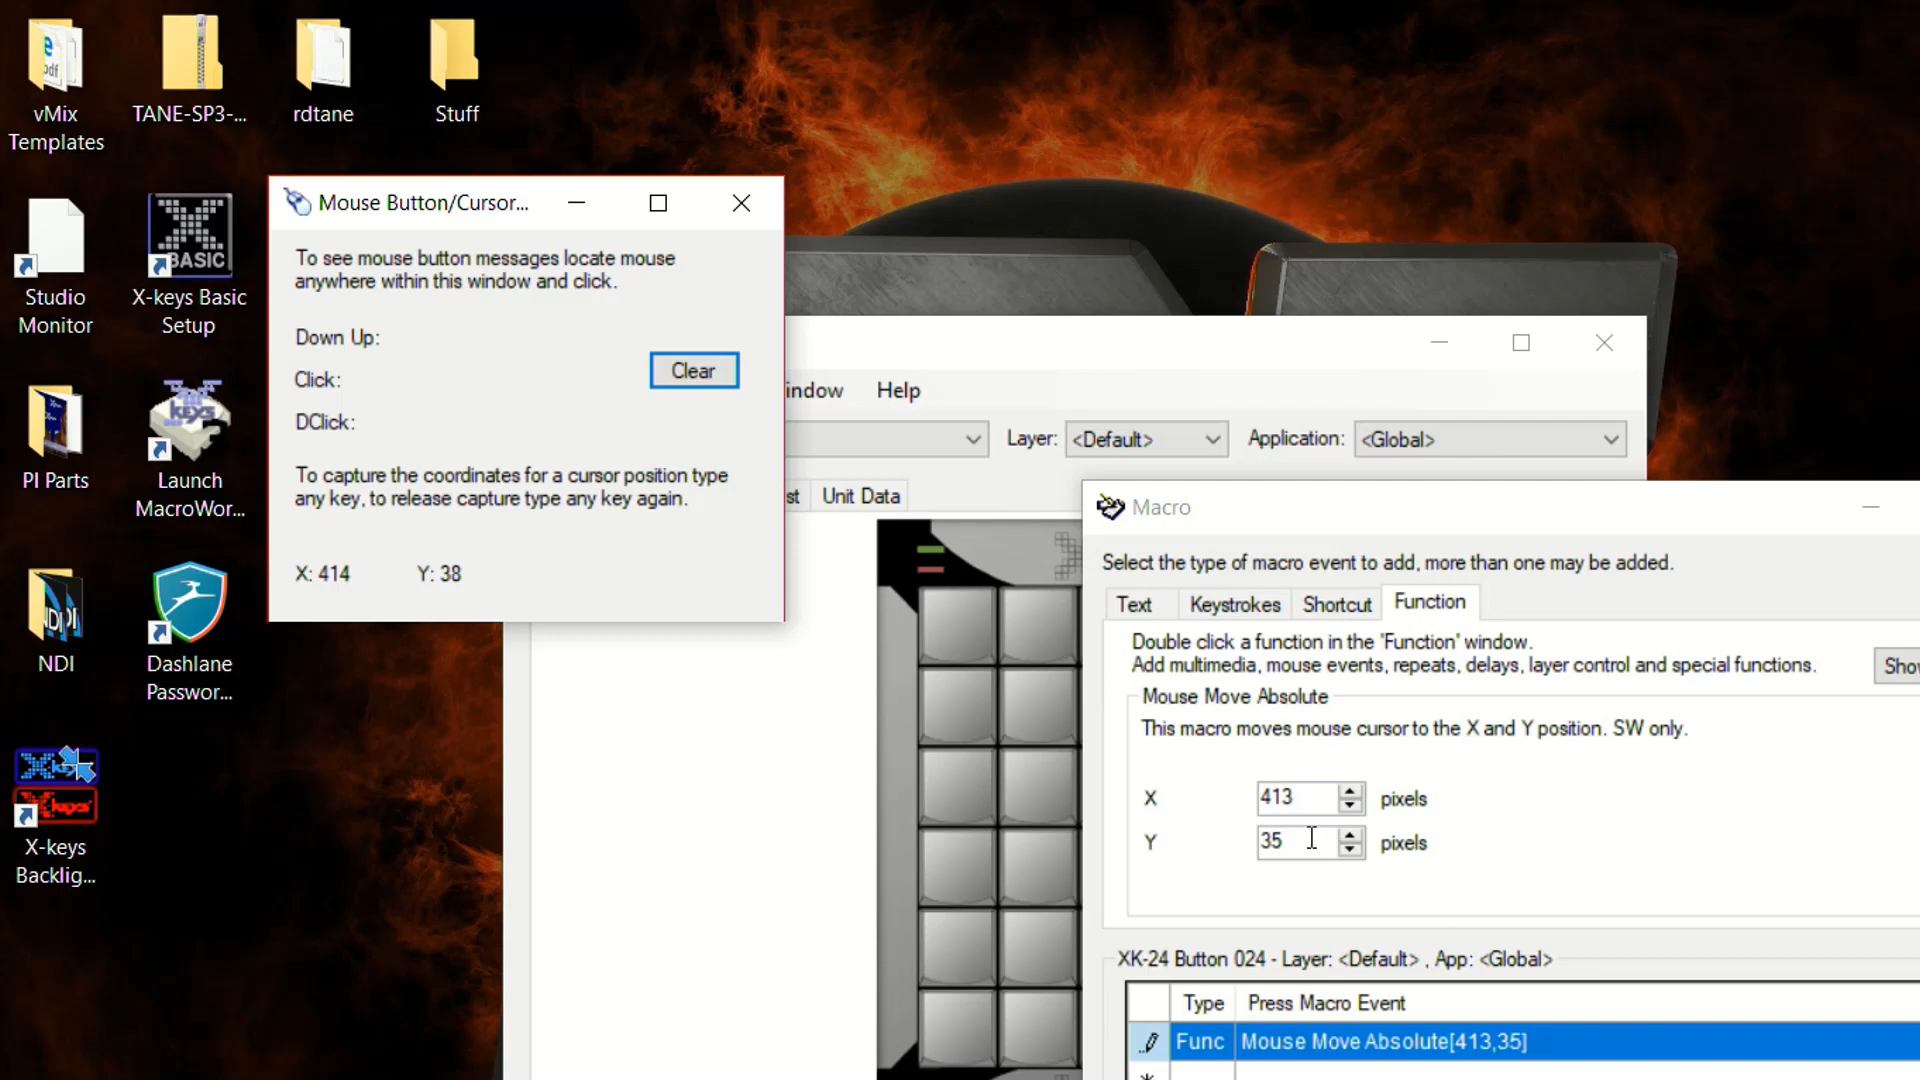 vMix
Templates
TANE-SP3-...
rdtane
Stuff
Studio
Monitor
BASIC
X-keys Basic
Setup
PI Parts
keys
Launch
MacroWor...
NDI
NDI
Dashlane
Passwor...
X-keys
Backlig...
Mouse Button/Cursor...
To see mouse button messages locate mouse
anywhere within this window and click.
Down Up:
Click:
Clear
DClick:
To capture the coordinates for a cursor position type
any key, to release capture type any key again.
X: 414 Y: 38
indow Help
Layer: <Default> Application: <Global>
st Unit Data
Macro
Select the type of macro event to add, more than one may be added.
Text Keystrokes Shortcut Function
Double click a function in the 'Function' window.
Add multimedia, mouse events, repeats, delays, layer control and special functions.
Show
Mouse Move Absolute
This macro moves mouse cursor to the X and Y position. SW only.
X 413 pixels
Y 35 pixels
XK-24 Button 024 - Layer: <Default> , App: <Global>
Type Press Macro Event
Func Mouse Move Absolute[413,35]